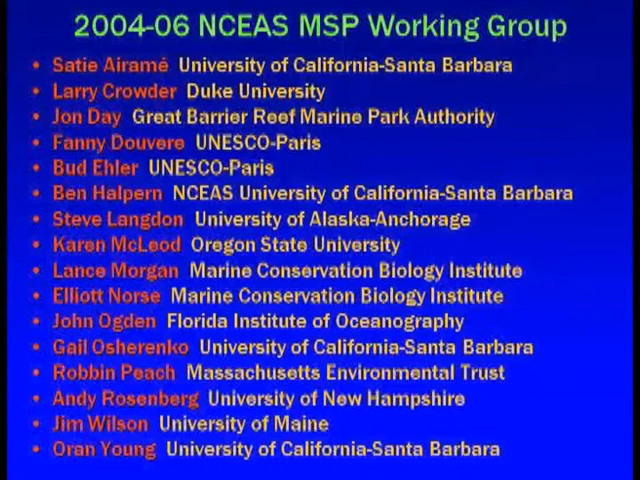 2004-06 NCEAS MSP Working Group
• Satie Airamé University of California-Santa Barbara
• Larry Crowder Duke University
• Jon Day Great Barrier Reef Marine Park Authority
• Fanny Douvere UNESCO-Paris
• Bud Ehler UNESCO-Paris
• Ben Halpern NCEAS University of California-Santa Barbara
• Steve Langdon University of Alaska-Anchorage
• Karen McLeod Oregon State University
• Lance Morgan Marine Conservation Biology Institute
• Elliott Norse Marine Conservation Biology Institute
• John Ogden Florida Institute of Oceanography
• Gail Osherenko University of California-Santa Barbara
• Robbin Peach Massachusetts Environmental Trust
• Andy Rosenberg University of New Hampshire
• Jim Wilson University of Maine
• Oran Young University of California-Santa Barbara